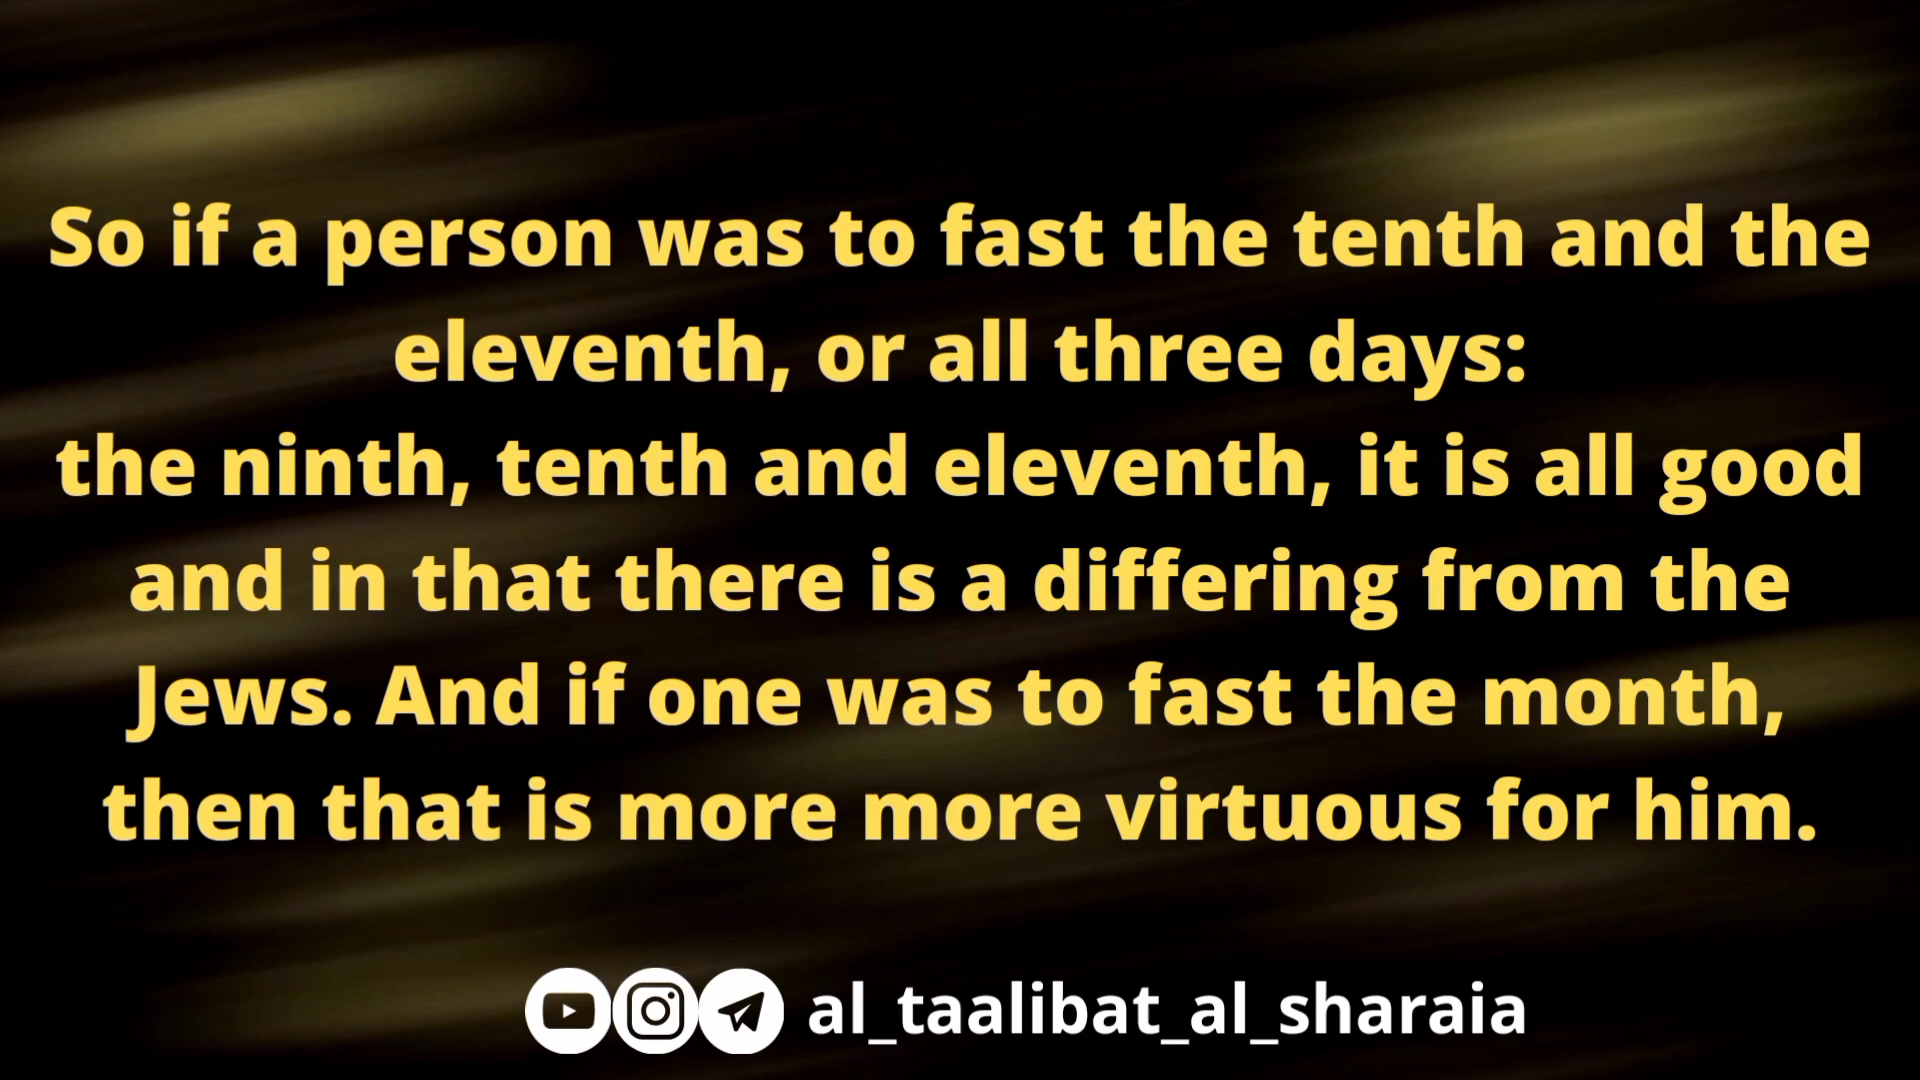 So if a person was to fast the tenth and the
eleventh, or all three days:
the ninth, tenth and eleventh, it is all good
and in that there is a differing from the
Jews. And if one was to fast the month,
then that is more more virtuous for him.
al_taalibat_al_sharaia